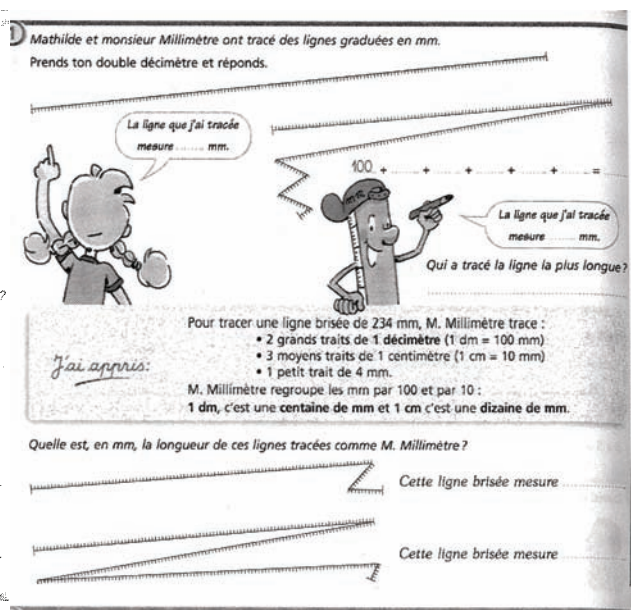 Mathilde et monsieur Millimètre ont tracé des lignes graduées en mm.
Prends ton double décimètre et réponds.
La ligne que j'ai tracée
mesure ........ mm.
100 + ........ + ........ + ........ + ........ + ........ = ........
La ligne que j'ai tracée
mesure ........ mm.
Qui a tracé la ligne la plus longue?
Pour tracer une ligne brisée de 234 mm, M. Millimètre trace :
• 2 grands traits de 1 décimètre (1 dm = 100 mm)
• 3 moyens traits de 1 centimètre (1 cm = 10 mm)
• 1 petit trait de 4 mm.
J'ai appris:
M. Millimètre regroupe les mm par 100 et par 10 :
1 dm, c'est une centaine de mm et 1 cm c'est une dizaine de mm.
Quelle est, en mm, la longueur de ces lignes tracées comme M. Millimètre?
Cette ligne brisée mesure ................
Cette ligne brisée mesure ................